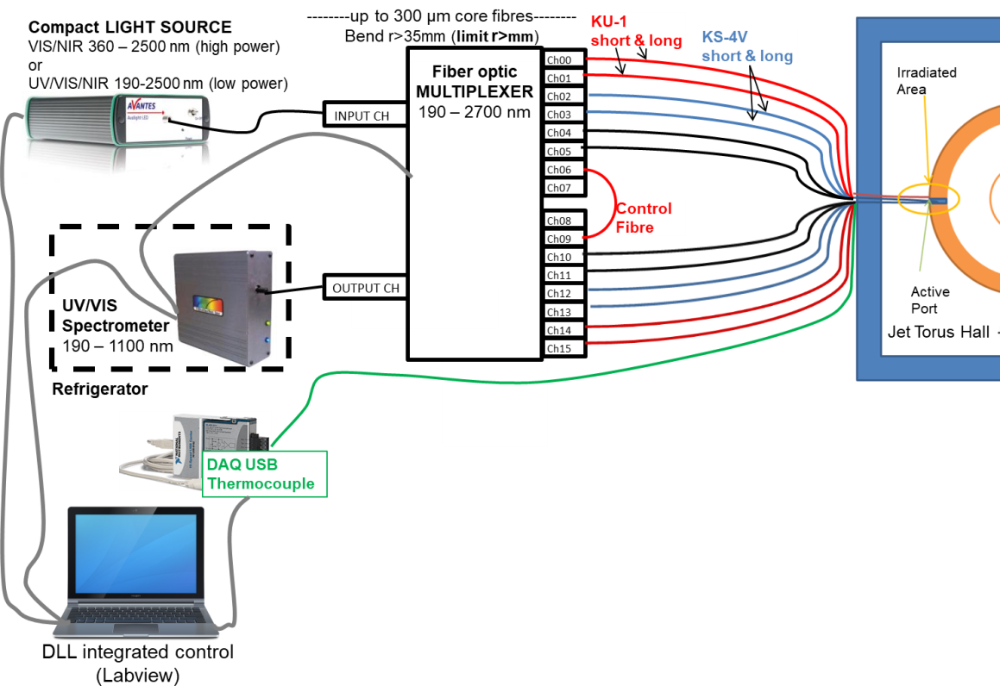 Compact LIGHT SOURCE
VIS/NIR 360 – 2500 nm (high power)
or
UV/VIS/NIR 190-2500 nm (low power)
AVANTES
--------up to 300 µm core fibres-------
Bend r>35mm (limit r>mm)
INPUT CH
Fiber optic
MULTIPLEXER
190 – 2700 nm
OUTPUT CH
Ch00
Ch01
Ch02
Ch03
Ch04
Ch05
Ch06
Ch07
Ch08
Ch09
Ch10
Ch11
Ch12
Ch13
Ch14
Ch15
KU-1
short & long
KS-4V
short & long
Control
Fibre
Irradiated
Area
Active
Port
Jet Torus Hall -
UV/VIS
Spectrometer
190 – 1100 nm
Refrigerator
NATIONAL
INSTRUMENTS
DAQ USB
Thermocouple
DLL integrated control
(Labview)